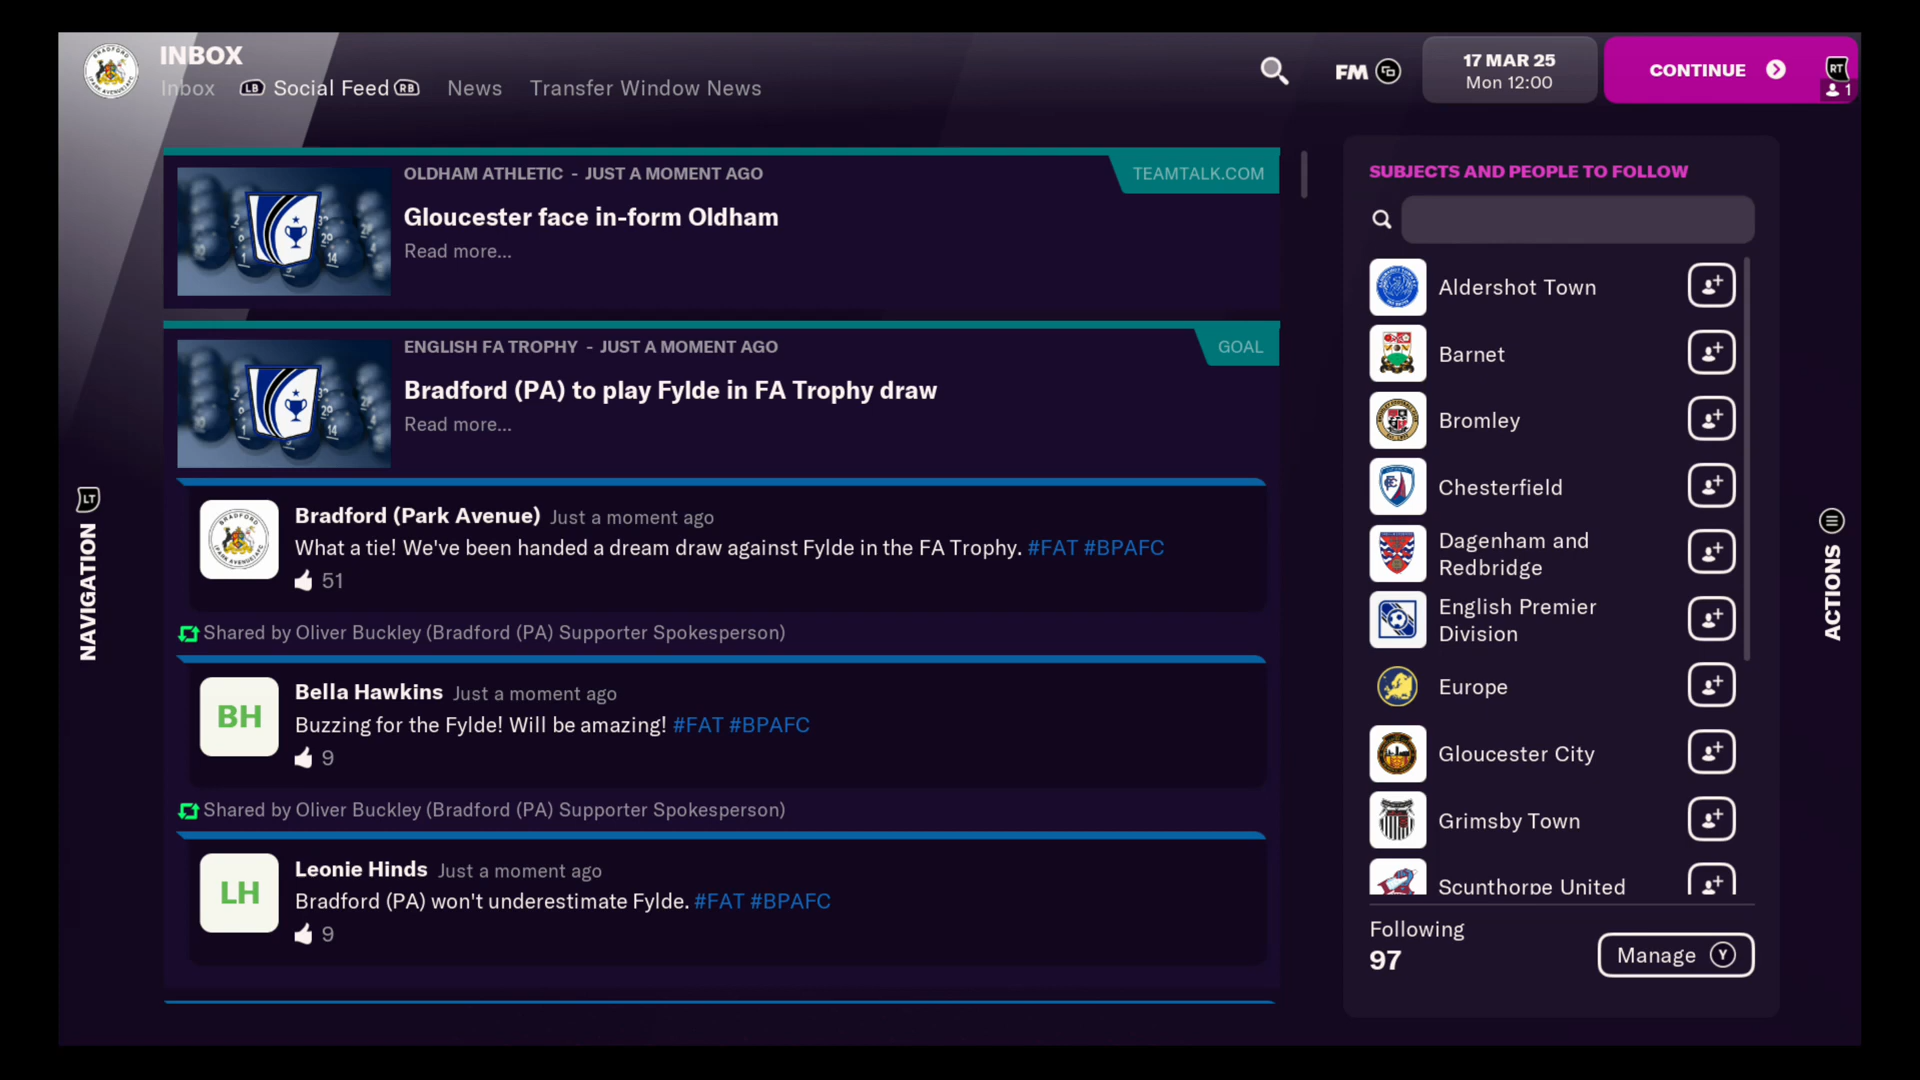 INBOX
Inbox LB Social Feed RB News Transfer Window News
FM
17 MAR 25
Mon 12:00
CONTINUE
RT
1
OLDHAM ATHLETIC - JUST A MOMENT AGO
TEAMTALK.COM
Gloucester face in-form Oldham
Read more...
ENGLISH FA TROPHY - JUST A MOMENT AGO
GOAL
Bradford (PA) to play Fylde in FA Trophy draw
Read more...
Bradford (Park Avenue) Just a moment ago
What a tie! We've been handed a dream draw against Fylde in the FA Trophy. #FAT #BPAFC
51
Shared by Oliver Buckley (Bradford (PA) Supporter Spokesperson)
BH
Bella Hawkins Just a moment ago
Buzzing for the Fylde! Will be amazing! #FAT #BPAFC
9
Shared by Oliver Buckley (Bradford (PA) Supporter Spokesperson)
LH
Leonie Hinds Just a moment ago
Bradford (PA) won't underestimate Fylde. #FAT #BPAFC
9
SUBJECTS AND PEOPLE TO FOLLOW
Aldershot Town
Barnet
Bromley
Chesterfield
Dagenham and
Redbridge
English Premier
Division
Europe
Gloucester City
Grimsby Town
Scunthorpe United
Following
97
Manage Y
LT
NAVIGATION
ACTIONS